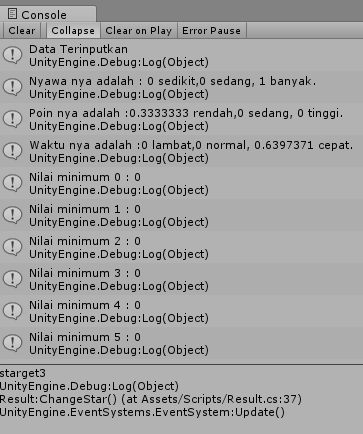 Console
Clear Collapse Clear on Play Error Pause
Data Terinputkan
UnityEngine.Debug:Log(Object)
Nyawa nya adalah : 0 sedikit,0 sedang, 1 banyak.
UnityEngine.Debug:Log(Object)
Poin nya adalah :0.3333333 rendah,0 sedang, 0 tinggi.
UnityEngine.Debug:Log(Object)
Waktu nya adalah :0 lambat,0 normal, 0.6397371 cepat.
UnityEngine.Debug:Log(Object)
Nilai minimum 0 : 0
UnityEngine.Debug:Log(Object)
Nilai minimum 1 : 0
UnityEngine.Debug:Log(Object)
Nilai minimum 2 : 0
UnityEngine.Debug:Log(Object)
Nilai minimum 3 : 0
UnityEngine.Debug:Log(Object)
Nilai minimum 4 : 0
UnityEngine.Debug:Log(Object)
Nilai minimum 5 : 0
UnityEngine.Debug:Log(Object)
starget3
UnityEngine.Debug:Log(Object)
Result:ChangeStar() (at Assets/Scripts/Result.cs:37)
UnityEngine.EventSystems.EventSystem:Update()